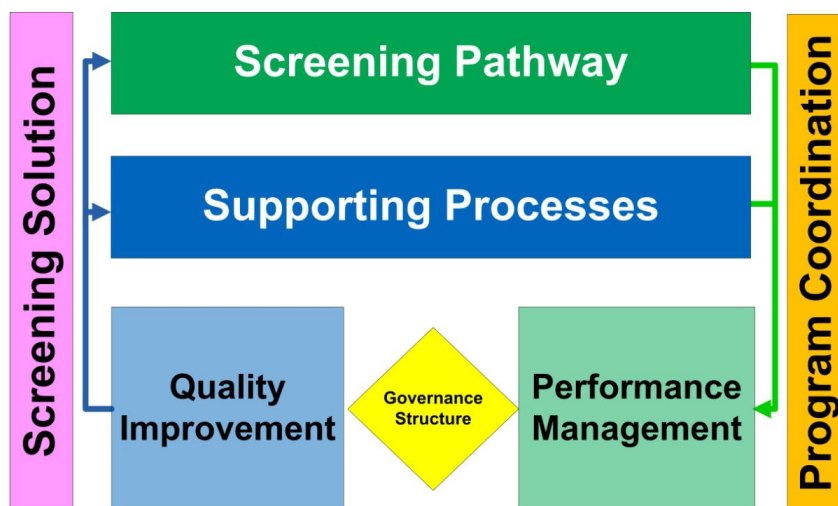 Screening Solution
Screening Pathway
Supporting Processes
Quality
Improvement
Governance
Structure
Performance
Management
Program Coordination